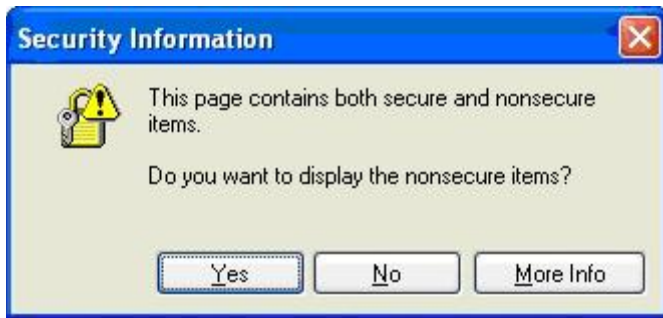 Security Information
This page contains both secure and nonsecure
items.
Do you want to display the nonsecure items?
Yes No More Info